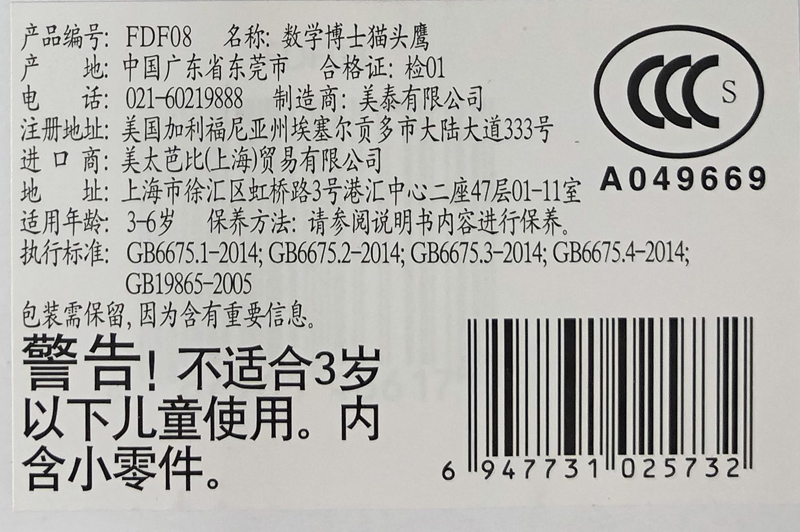 产品编号: FDF08 名称: 数学博士猫头鹰
产 地: 中国广东省东莞市 合格证: 检01
电 话: 021-60219888 制造商: 美泰有限公司
注册地址: 美国加利福尼亚州埃塞尔贡多市大陆大道333号
进 口 商: 美太芭比(上海)贸易有限公司
地 址: 上海市徐汇区虹桥路3号港汇中心二座47层01-11室
适用年龄: 3-6岁 保养方法: 请参阅说明书内容进行保养。
执行标准: GB6675.1-2014; GB6675.2-2014; GB6675.3-2014; GB6675.4-2014;
GB19865-2005
包装需保留, 因为含有重要信息。
CCC S
A049669
警告! 不适合3岁
以下儿童使用。内
含小零件。
6 947731 025732